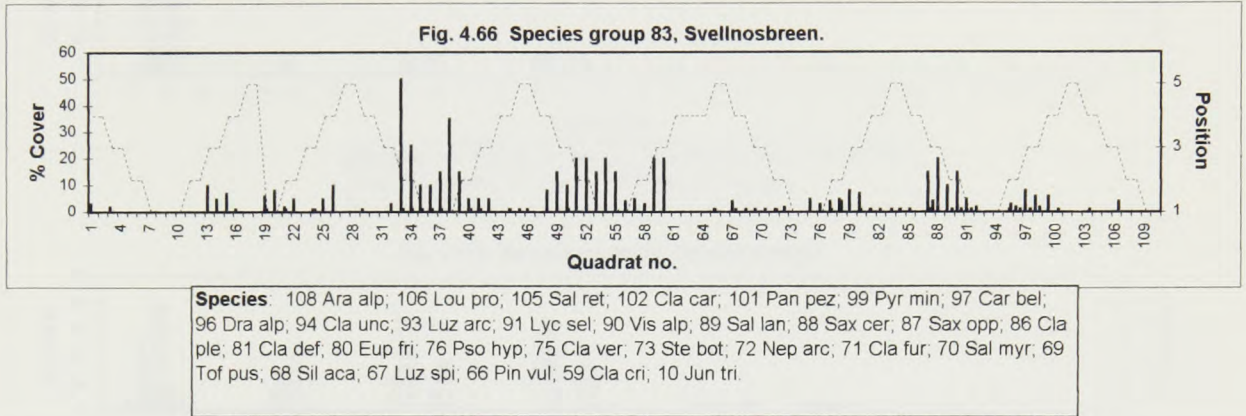 Fig. 4.66 Species group 83, Svellnosbreen.
60
50
40
30
20
10
0
% Cover
5
3
1
Position
1 4 7 10 13 16 19 22 25 28 31 34 37 40 43 46 49 52 55 58 61 64 67 70 73 76 79 82 85 88 91 94 97 100 103 106 109
Quadrat no.
Species: 108 Ara alp; 106 Lou pro; 105 Sal ret; 102 Cla car; 101 Pan pez; 99 Pyr min; 97 Car bel;
96 Dra alp; 94 Cla unc; 93 Luz arc; 91 Lyc sel; 90 Vis alp; 89 Sal lan; 88 Sax cer; 87 Sax opp; 86 Cla
ple; 81 Cla def; 80 Eup fri; 76 Pso hyp; 75 Cla ver; 73 Ste bot; 72 Nep arc; 71 Cla fur; 70 Sal myr; 69
Tof pus; 68 Sil aca; 67 Luz spi; 66 Pin vul; 59 Cla cri; 10 Jun tri.